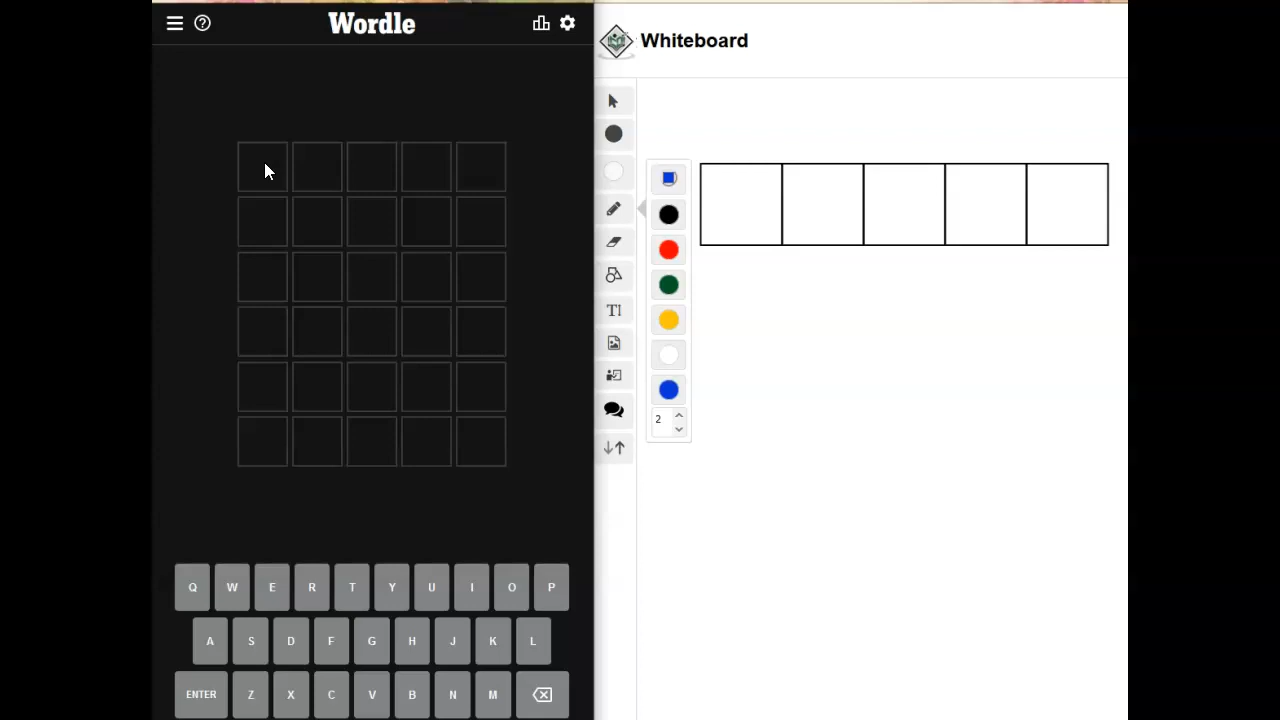 Wordle
Whiteboard
T
2
Q W E R T Y U I O P
A S D F G H J K L
ENTER Z X C V B N M